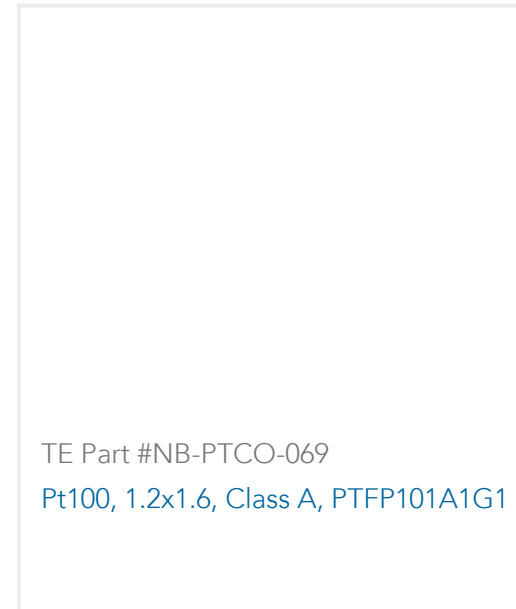 TE Part #NB-PTCO-069
Pt100, 1.2x1.6, Class A, PTFP101A1G1